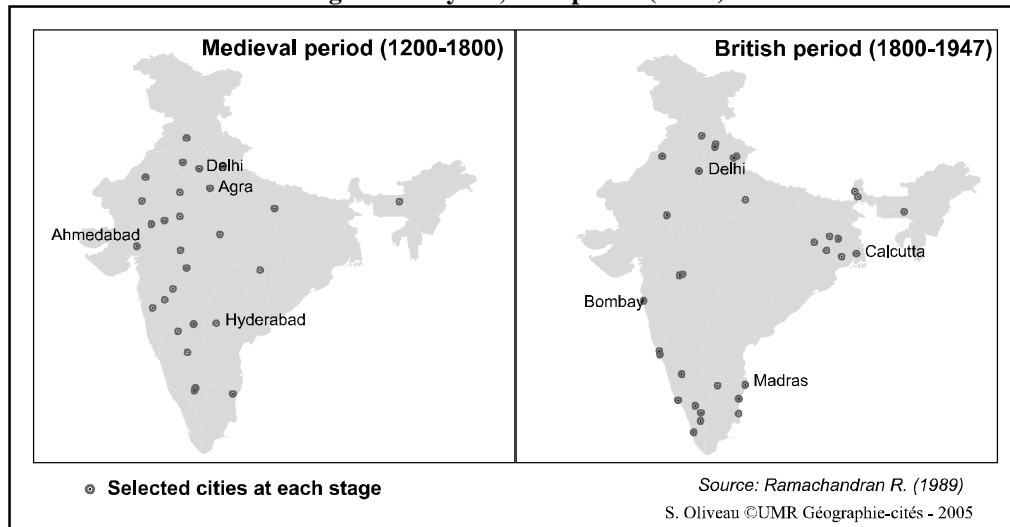 Medieval period (1200-1800)
Delhi
Agra
Ahmedabad
Hyderabad
British period (1800-1947)
Delhi
Calcutta
Bombay
Madras
Selected cities at each stage
Source: Ramachandran R. (1989)
S. Oliveau ©UMR Géographie-cités - 2005